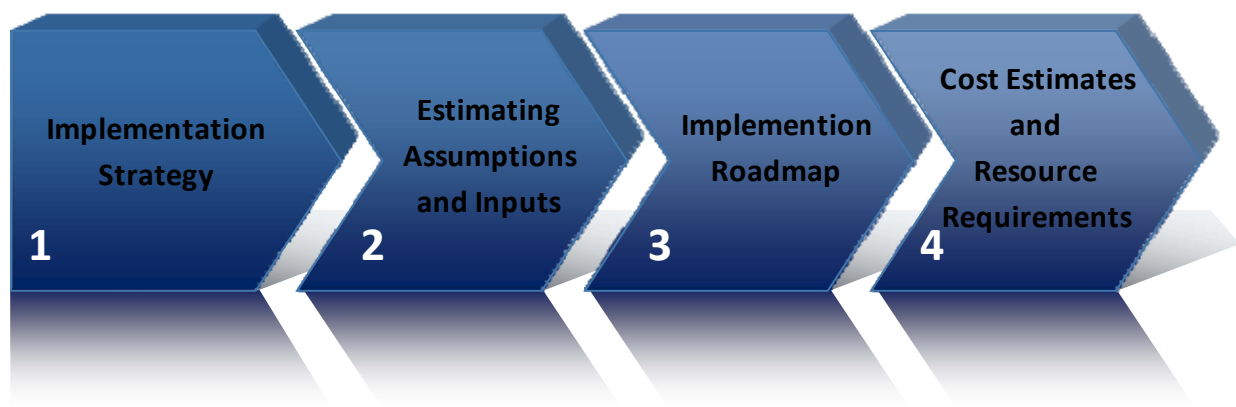 Implementation
Strategy
1
Estimating
Assumptions
and Inputs
2
Implemention
Roadmap
3
Cost Estimates
and
Resource
Requirements
4